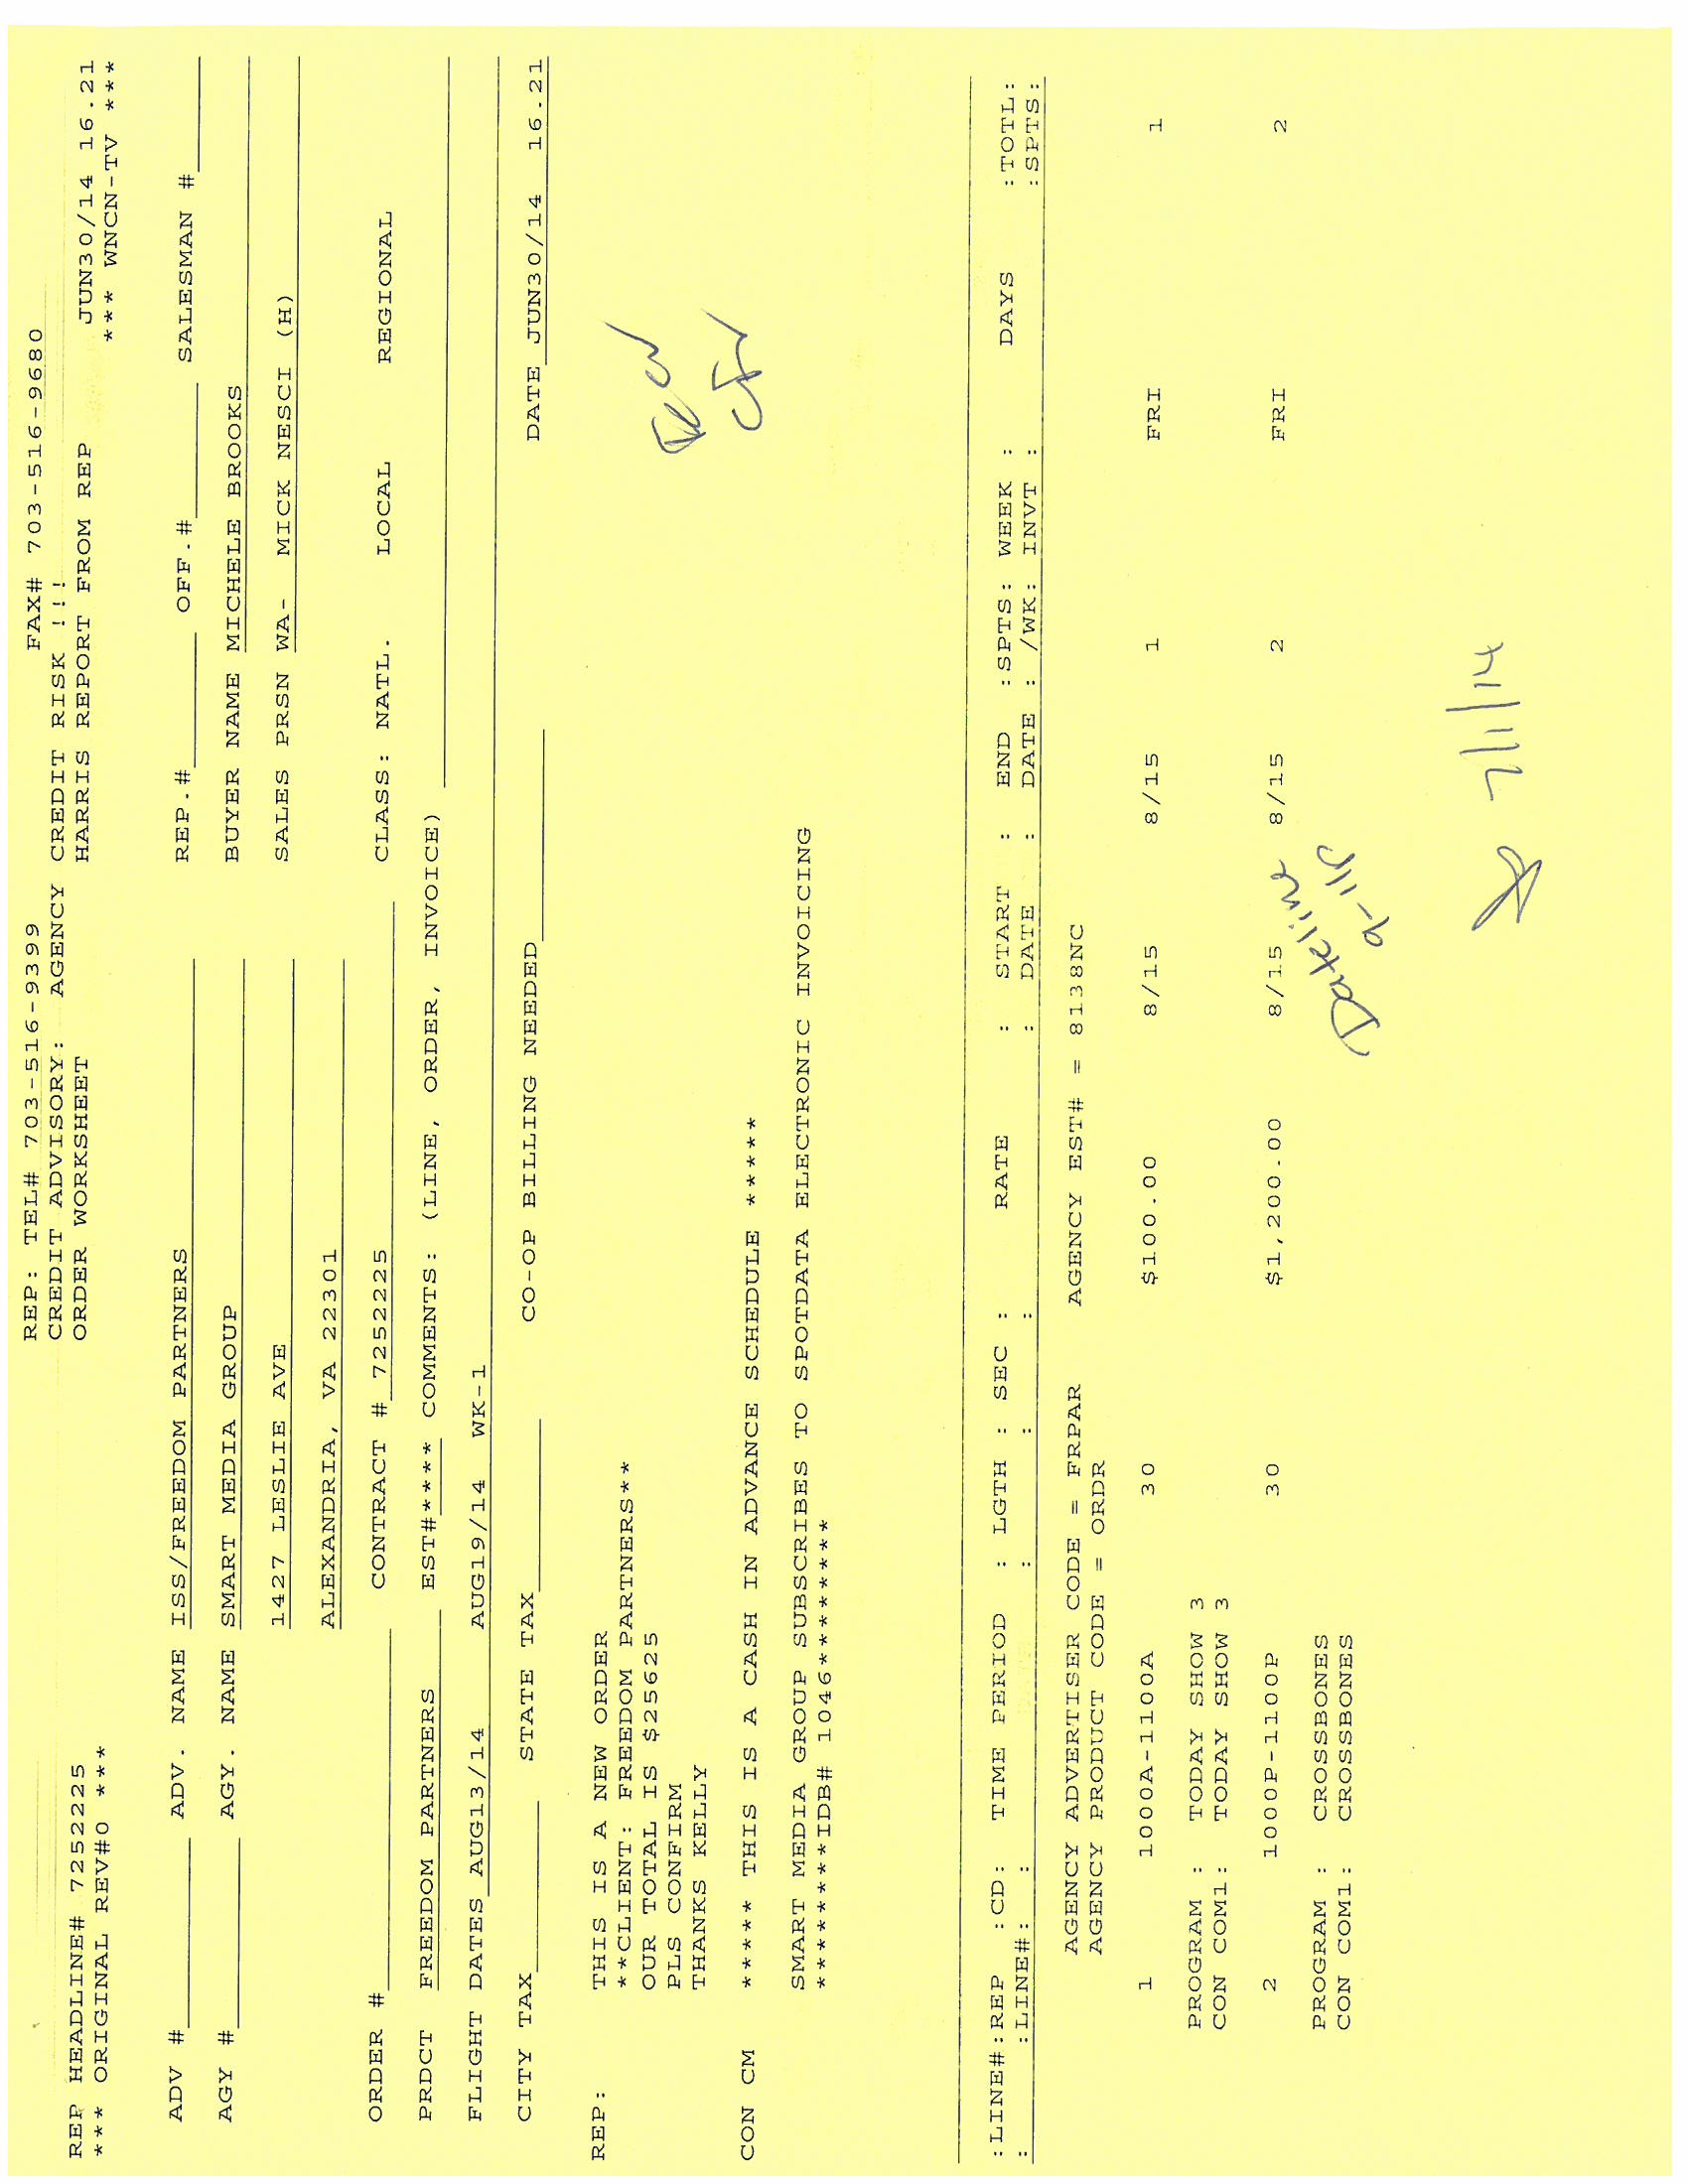 REP: TEL# 703-516-9399 FAX# 703-516-9680
CREDIT ADVISORY: AGENCY CREDIT RISK !!!
REP HEADLINE# 7252225 ORDER WORKSHEET HARRIS REPORT FROM REP JUN30/14 16.21
*** ORIGINAL REV#0 *** *** WNCN-TV ***
ADV # ADV. NAME ISS/FREEDOM PARTNERS REP.# OFF.# SALESMAN #
AGY # AGY. NAME SMART MEDIA GROUP BUYER NAME MICHELE BROOKS
1427 LESLIE AVE SALES PRSN WA- MICK NESCI (H)
ALEXANDRIA, VA 22301
ORDER # CONTRACT # 7252225 CLASS: NATL. LOCAL REGIONAL
PRDCT FREEDOM PARTNERS EST#**** COMMENTS: (LINE, ORDER, INVOICE)
FLIGHT DATES AUG13/14 AUG19/14 WK-1
CITY TAX STATE TAX CO-OP BILLING NEEDED DATE JUN30/14 16.21
REP: THIS IS A NEW ORDER
**CLIENT: FREEDOM PARTNERS**
OUR TOTAL IS $25625
PLS CONFIRM
THANKS KELLY
CON CM ***** THIS IS A CASH IN ADVANCE SCHEDULE *****
SMART MEDIA GROUP SUBSCRIBES TO SPOTDATA ELECTRONIC INVOICING
*********IDB# 1046**********
:LINE#:REP :CD: TIME PERIOD : LGTH : SEC : RATE : START : END :SPTS: WEEK : DAYS :TOTL:
: :LINE#: : : : : DATE : DATE : /WK: INVT : :SPTS:
AGENCY ADVERTISER CODE = FRPAR AGENCY EST# = 8138NC
AGENCY PRODUCT CODE = ORDR
1 1000A-1100A 30 $100.00 8/15 8/15 1 FRI 1
PROGRAM : TODAY SHOW 3
CON COM1: TODAY SHOW 3
2 1000P-1100P 30 $1,200.00 8/15 8/15 2 FRI 2
Dateline
9-11p
PROGRAM : CROSSBONES
CON COM1: CROSSBONES
7/1/14